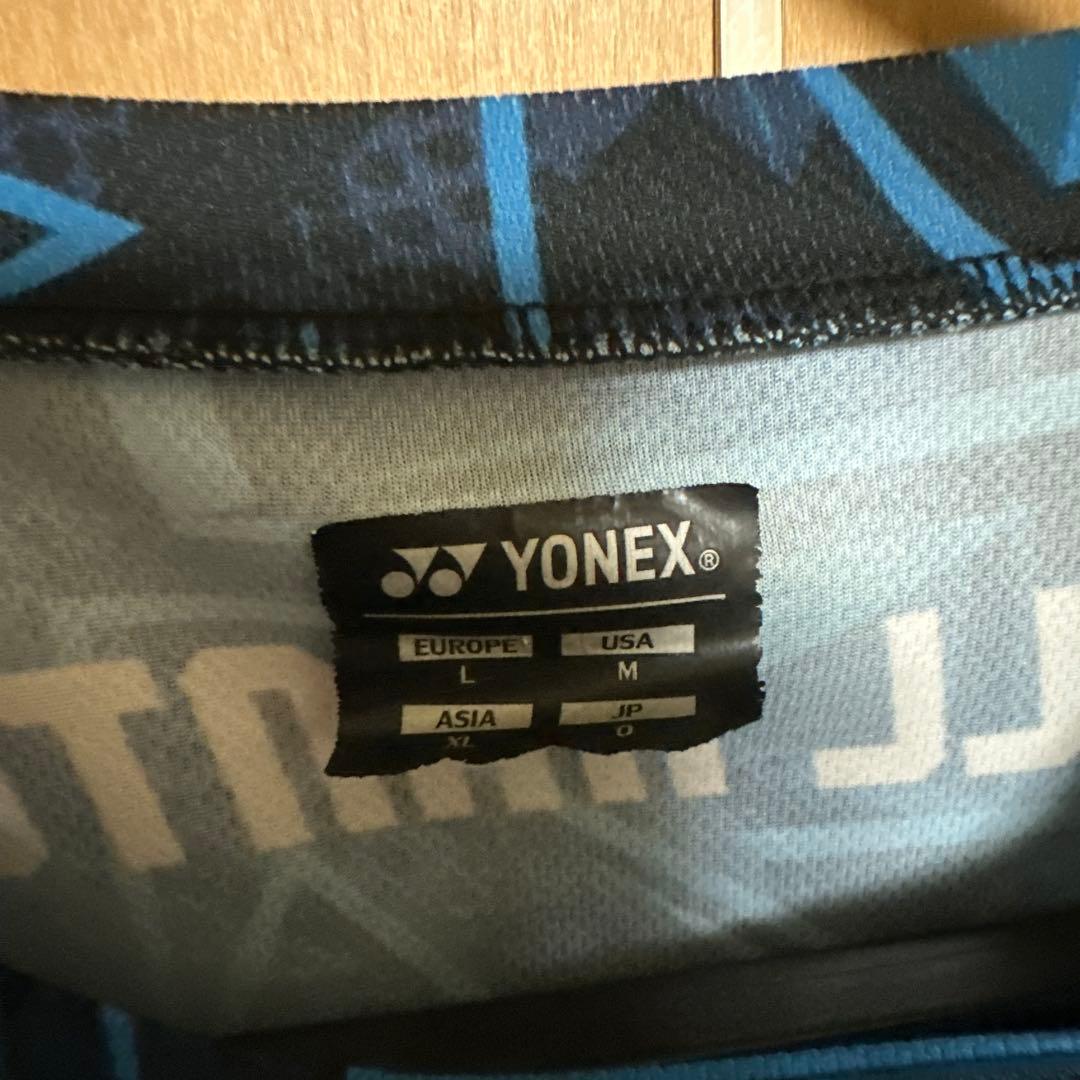 YONEX®
EUROPE USA
L M
ASIA JP
XL O